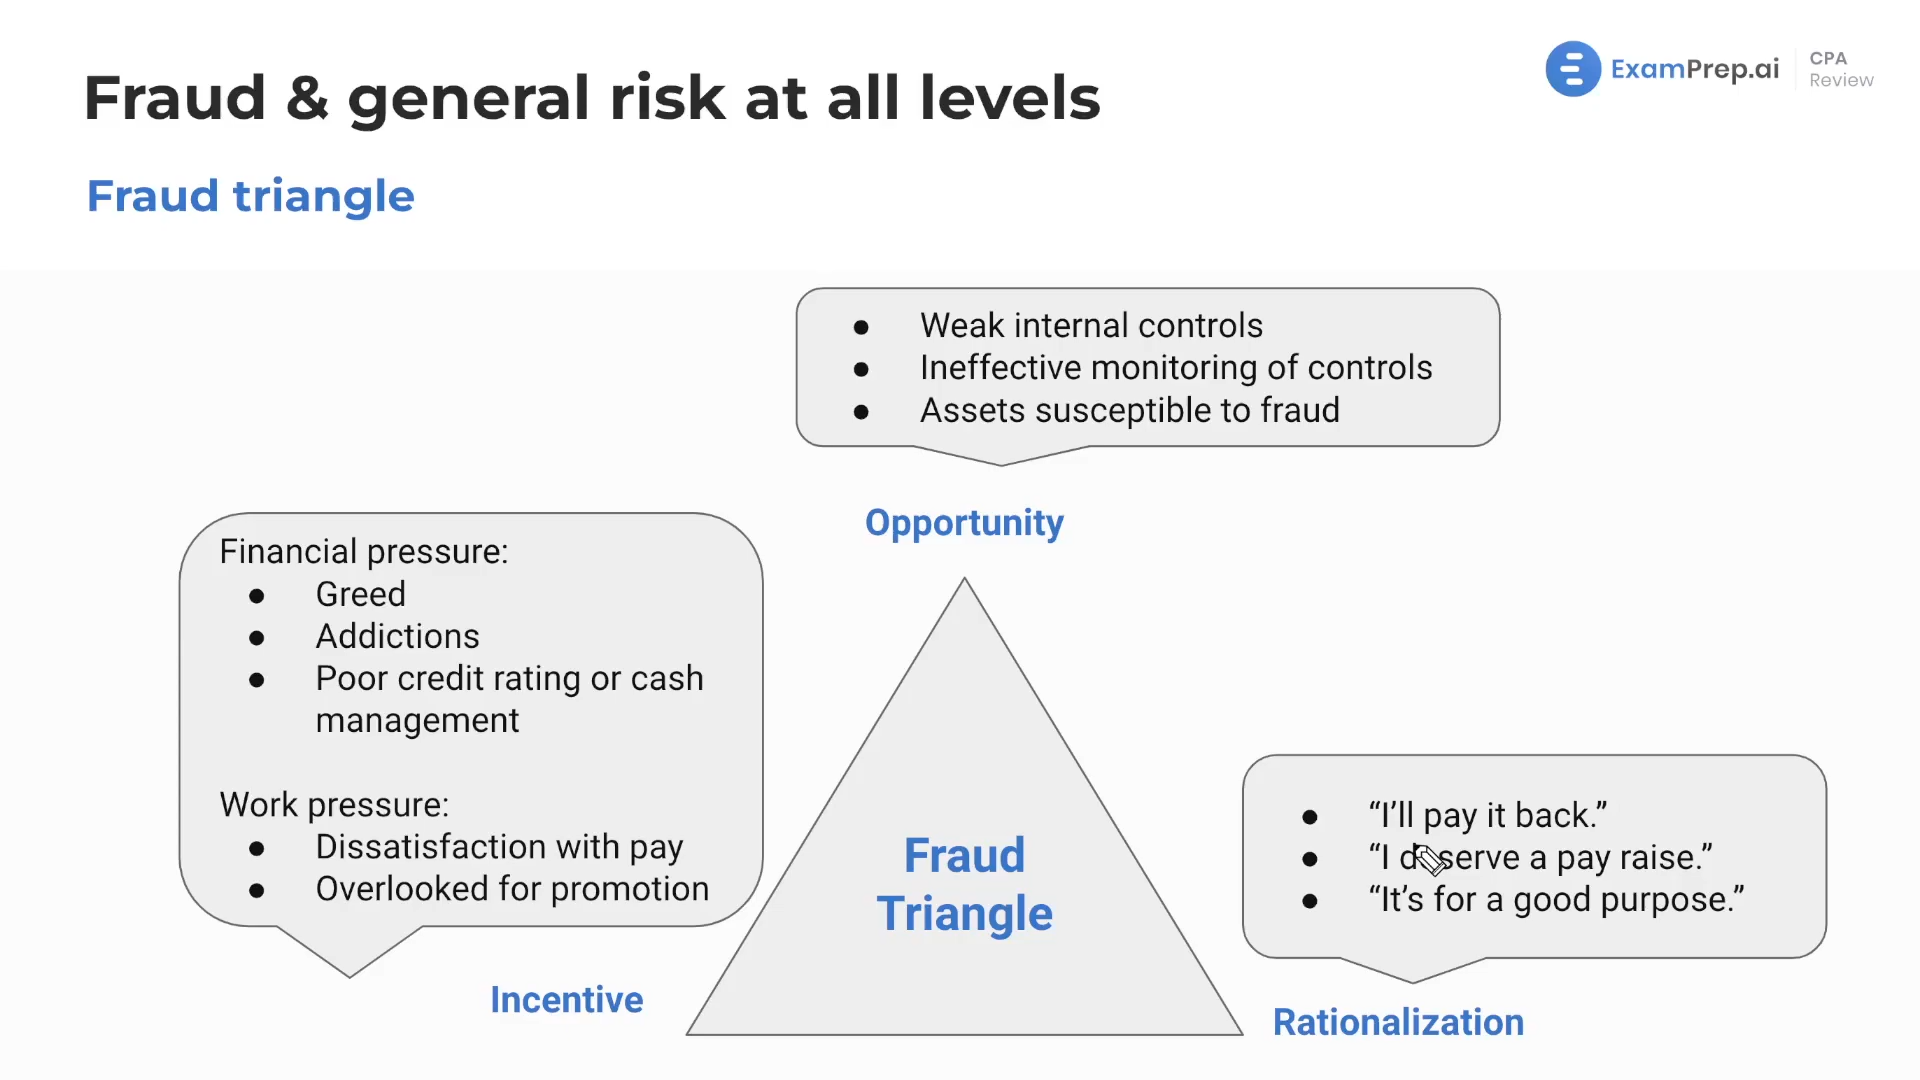 Fraud & general risk at all levels
ExamPrep.ai
CPA
Review
Fraud triangle
● Weak internal controls
● Ineffective monitoring of controls
● Assets susceptible to fraud
Opportunity
Financial pressure:
● Greed
● Addictions
● Poor credit rating or cash
management
Work pressure:
● Dissatisfaction with pay
● Overlooked for promotion
Incentive
Fraud
Triangle
● “I’ll pay it back.”
● “I deserve a pay raise.”
● “It’s for a good purpose.”
Rationalization